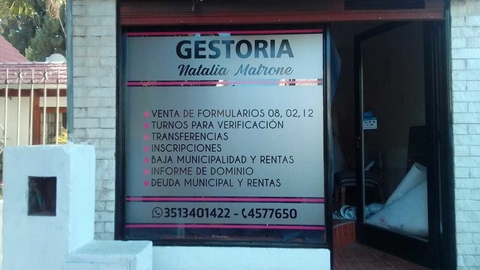 GESTORIA
Natalia Matrone
VENTA DE FORMULARIOS 08, 02,12
TURNOS PARA VERIFICACIÓN
TRANSFERENCIAS
INSCRIPCIONES
BAJA MUNICIPALIDAD Y RENTAS
INFORME DE DOMINIO
DEUDA MUNICIPAL Y RENTAS
3513401422 - 4577650